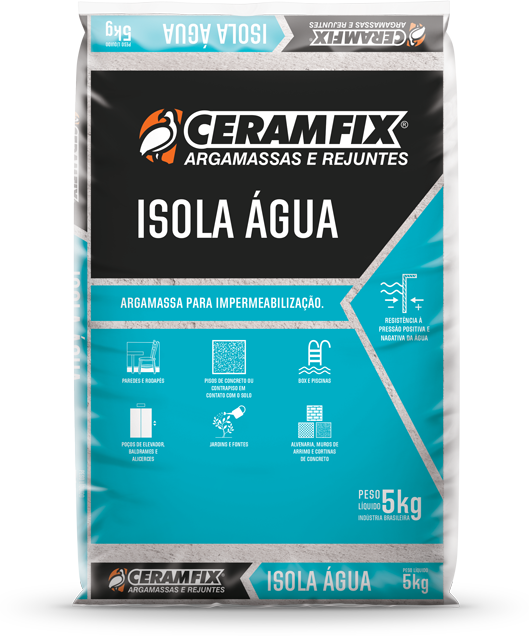 PESO LÍQUIDO
5kg
ISOLA ÁGUA
CERAMFIX
ARGAMASSAS E REJUNTES
CERAMFIX®
ARGAMASSAS E REJUNTES
ISOLA ÁGUA
ARGAMASSA PARA IMPERMEABILIZAÇÃO.
RESISTÊNCIA À
PRESSÃO POSITIVA E
NAGATIVA DA ÁGUA
PAREDES E RODAPÉS
PISOS DE CONCRETO OU
CONTRAPISO EM
CONTATO COM O SOLO
BOX E PISCINAS
POÇOS DE ELEVADOR,
BALDRAMES E
ALICERCES
JARDINS E FONTES
ALVENARIA, MUROS DE
ARRIMO E CORTINAS
DE CONCRETO
PESO
LÍQUIDO 5kg
INDÚSTRIA BRASILEIRA
CERAMFIX
ARGAMASSAS E REJUNTES
ISOLA ÁGUA
PESO LÍQUIDO
5kg